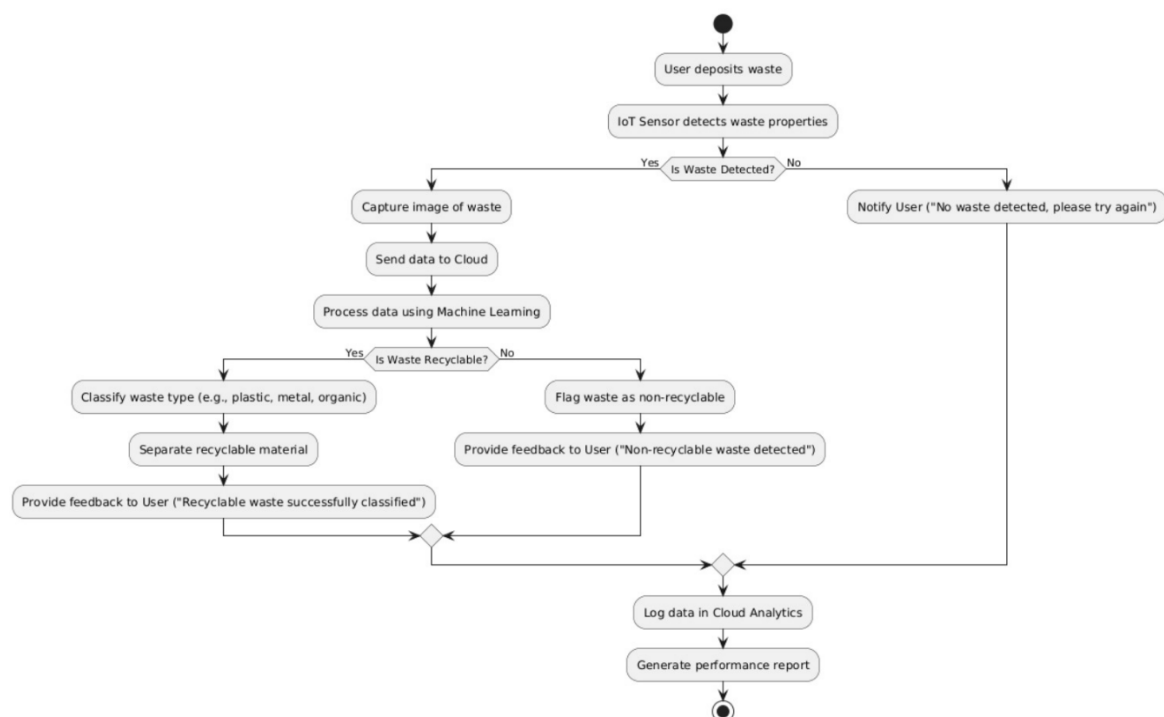 User deposits waste
IoT Sensor detects waste properties
Yes
Is Waste Detected?
No
Capture image of waste
Notify User ("No waste detected, please try again")
Send data to Cloud
Process data using Machine Learning
Yes
Is Waste Recyclable?
No
Classify waste type (e.g., plastic, metal, organic)
Flag waste as non-recyclable
Separate recyclable material
Provide feedback to User ("Non-recyclable waste detected")
Provide feedback to User ("Recyclable waste successfully classified")
Log data in Cloud Analytics
Generate performance report